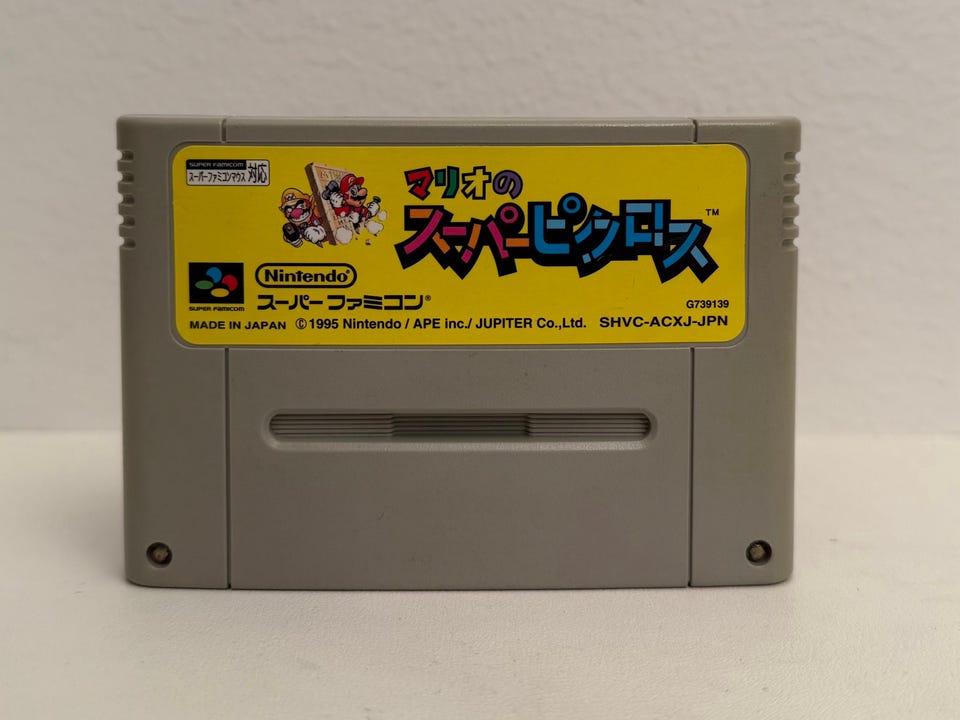 SUPER FAMICOM
スーパーファミコンマウス 対応
マリオの
スーパーピクロス™
Nintendo®
SUPER FAMICOM
スーパーファミコン®
G739139
MADE IN JAPAN ©1995 Nintendo / APE inc./ JUPITER Co.,Ltd. SHVC-ACXJ-JPN